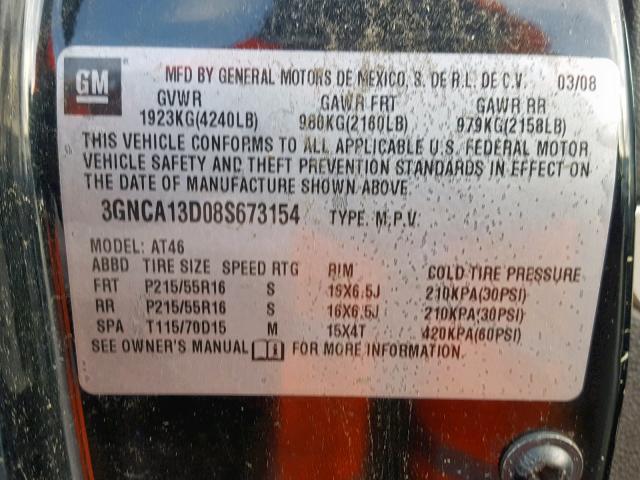 GM ® MFD BY GENERAL MOTORS DE MEXICO, S. DE R.L. DE C.V. 03/08
GVWR GAWR FRT GAWR RR
1923KG(4240LB) 980KG(2160LB) 979KG(2158LB)
THIS VEHICLE CONFORMS TO ALL APPLICABLE U.S. FEDERAL MOTOR
VEHICLE SAFETY AND THEFT PREVENTION STANDARDS IN EFFECT ON
THE DATE OF MANUFACTURE SHOWN ABOVE.
3GNCA13D08S673154 TYPE: M.P.V.
MODEL: AT46
ABBD TIRE SIZE SPEED RTG RIM COLD TIRE PRESSURE
FRT P215/55R16 S 16X6.5J 210KPA(30PSI)
RR P215/55R16 S 16X6.5J 210KPA(30PSI)
SPA T115/70D15 M 15X4T 420KPA(60PSI)
SEE OWNER'S MANUAL FOR MORE INFORMATION.